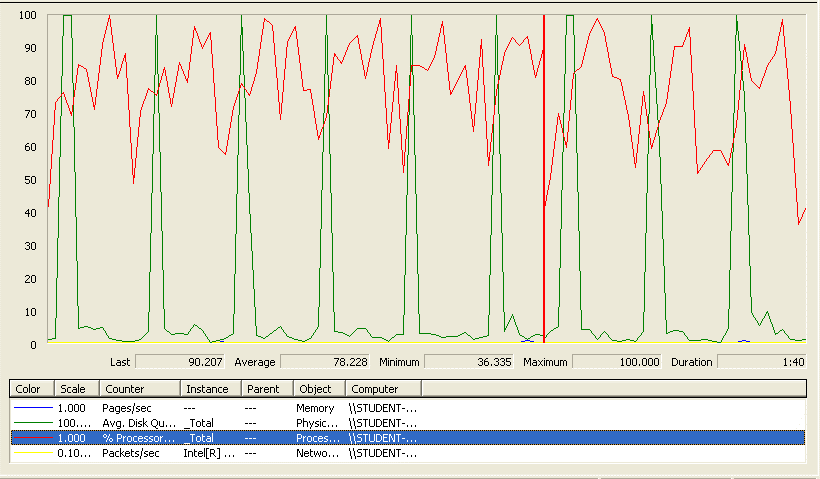 100
90
80
70
60
50
40
30
20
10
0
Last 90.207 Average 78.228 Minimum 36.335 Maximum 100.000 Duration 1:40
Color Scale Counter Instance Parent Object Computer
1.000 Pages/sec --- --- Memory \\STUDENT-...
100.... Avg. Disk Qu... _Total --- Physic... \\STUDENT-...
1.000 % Processor... _Total --- Proces... \\STUDENT-...
0.10... Packets/sec Intel[R] ... --- Netwo... \\STUDENT-...